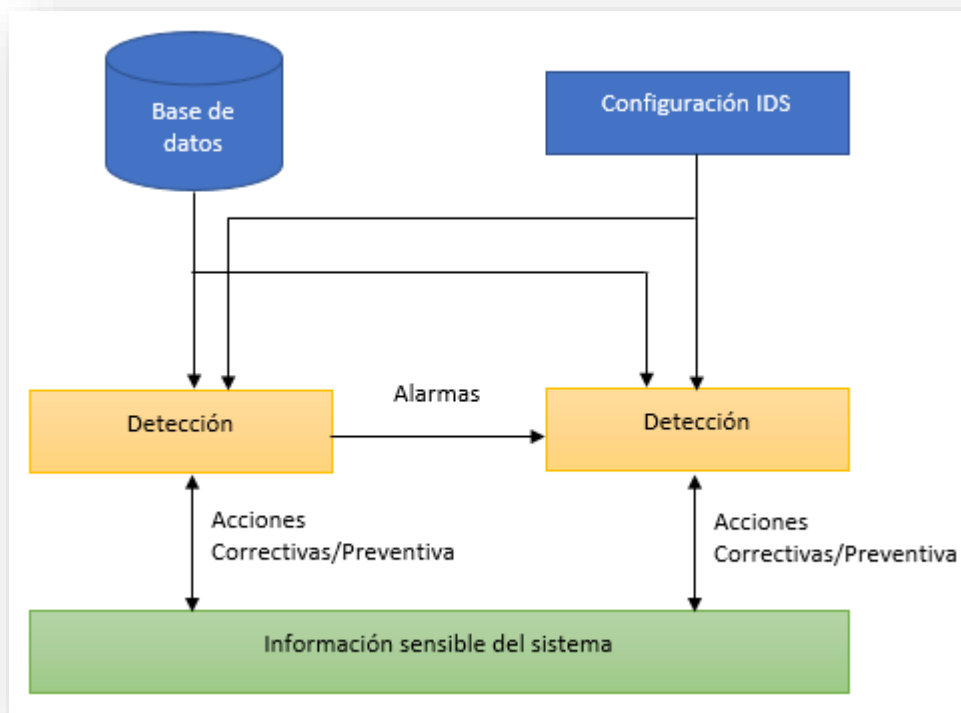 Base de
datos
Configuración IDS
Alarmas
Detección
Detección
Acciones
Correctivas/Preventiva
Acciones
Correctivas/Preventiva
Información sensible del sistema